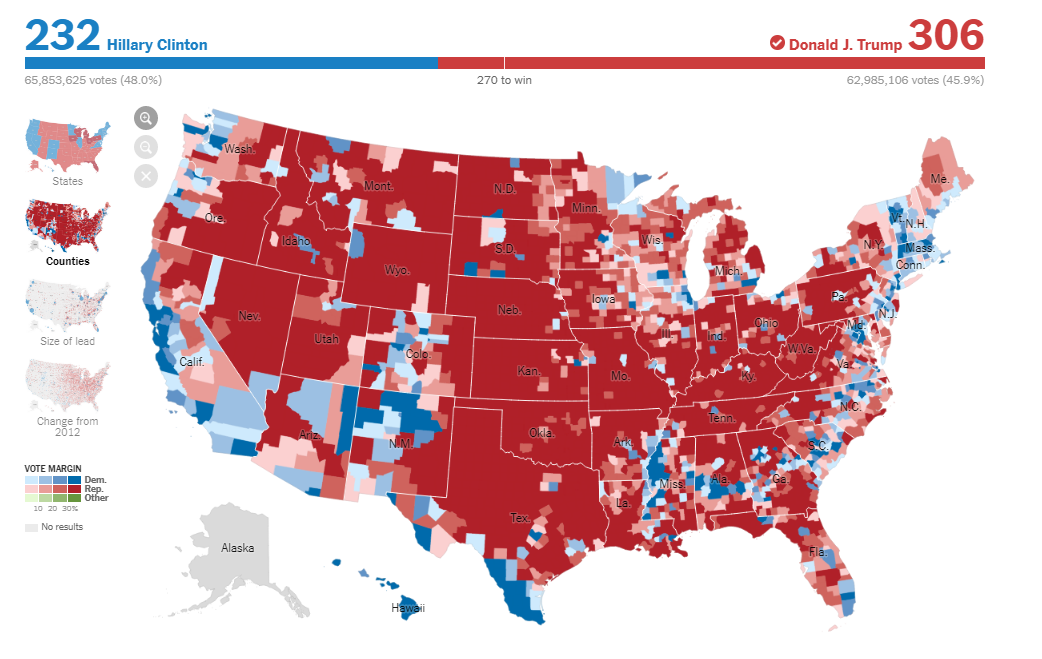 232 Hillary Clinton
Donald J. Trump 306
65,853,625 votes (48.0%)
270 to win
62,985,106 votes (45.9%)
States
Counties
Size of lead
Change from
2012
VOTE MARGIN
Dem.
Rep.
Other
10 20 30%
No results
Wash.
Mont.
N.D.
Minn.
Me.
Ore.
Idaho
S.D.
Wis.
Vt.
N.H.
N.Y.
Mass.
Conn.
Wyo.
Mich.
Iowa
Neb.
Pa.
N.J.
Nev.
Utah
Colo.
Ill.
Ind.
Ohio
Md.
Calif.
Kan.
Mo.
W.Va.
Va.
Ky.
N.C.
Ariz.
N.M.
Okla.
Ark.
Tenn.
S.C.
Miss.
Ala.
Ga.
La.
Tex.
Alaska
Fla.
Hawaii